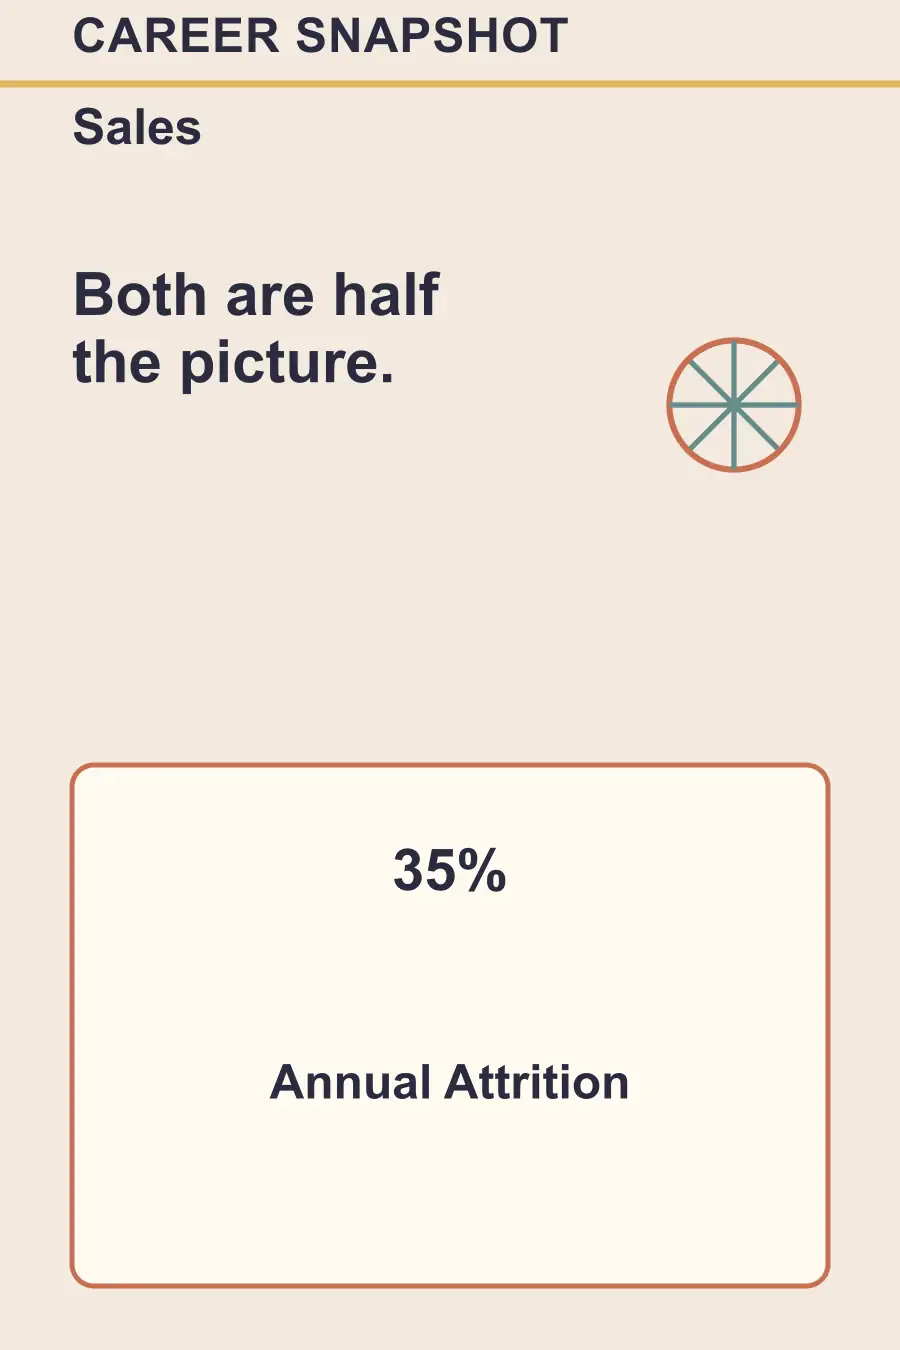 CAREER SNAPSHOT
Sales
Both are half
the picture.
35%
Annual Attrition